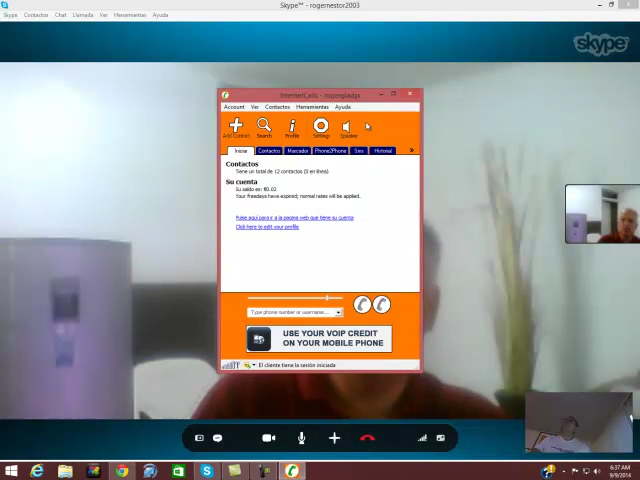 Skype™ - rogernestor2003
Skype Contactos Chat Llamada Ver Herramientas Ayuda
skype
InternetCalls - rogergladys
Account Ver Contactos Herramientas Ayuda
Add Contact Search Profile Settings Speaker
Iniciar Contactos Marcador Phone2Phone Sms Historial »
Contactos
Tiene un total de 12 contactos (0 en línea)
Su cuenta
Su saldo es: €0.02
Your freedays have expired; normal rates will be applied.
Pulse aquí para ir a la página web que tiene su cuenta
Click here to edit your profile
Type phone number or username...
USE YOUR VOIP CREDIT
ON YOUR MOBILE PHONE
El cliente tiene la sesión iniciada
6:37 AM
9/9/2014